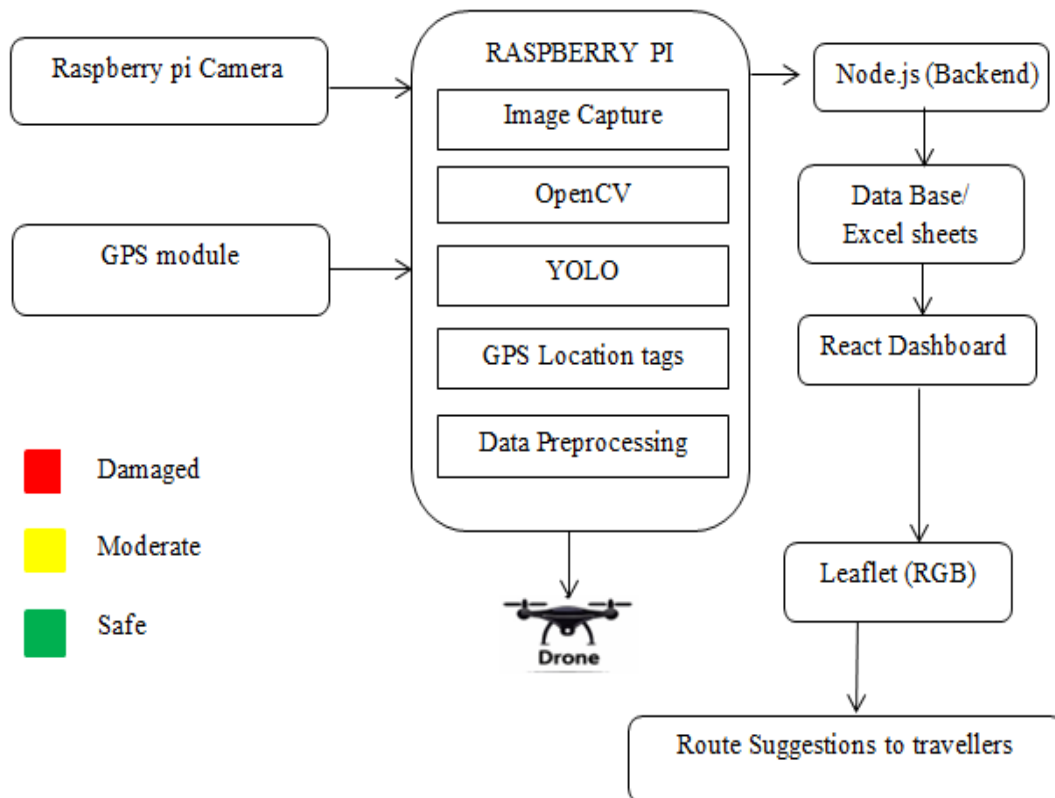 Raspberry pi Camera
GPS module
RASPBERRY PI
Image Capture
OpenCV
YOLO
GPS Location tags
Data Preprocessing
Drone
Node.js (Backend)
Data Base/
Excel sheets
React Dashboard
Leaflet (RGB)
Route Suggestions to travellers
Damaged
Moderate
Safe